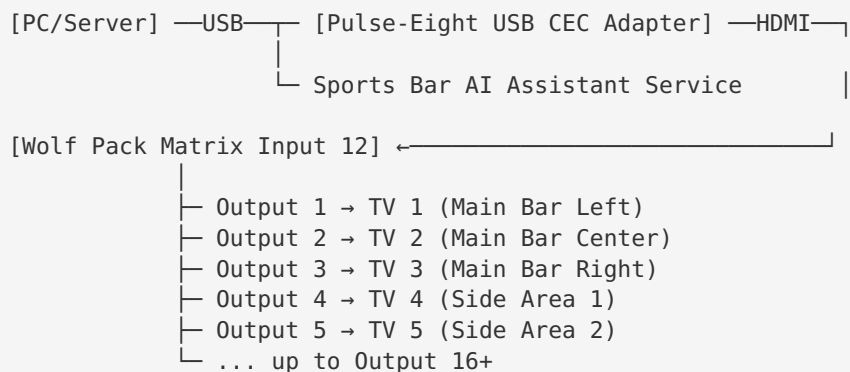 [PC/Server] ──USB──┬─ [Pulse-Eight USB CEC Adapter] ──HDMI──┐
                   │
                   └─ Sports Bar AI Assistant Service       │

[Wolf Pack Matrix Input 12] ←───────────────────────────────┘
            │
            ├─ Output 1 → TV 1 (Main Bar Left)
            ├─ Output 2 → TV 2 (Main Bar Center)
            ├─ Output 3 → TV 3 (Main Bar Right)
            ├─ Output 4 → TV 4 (Side Area 1)
            ├─ Output 5 → TV 5 (Side Area 2)
            └─ ... up to Output 16+